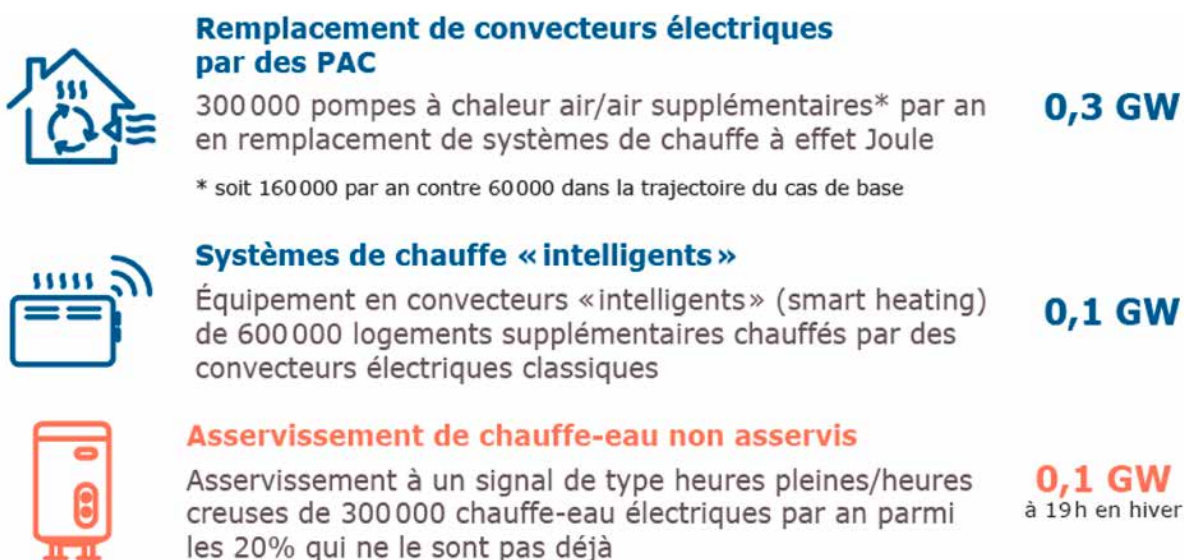 Remplacement de convecteurs électriques
par des PAC
300 000 pompes à chaleur air/air supplémentaires* par an
en remplacement de systèmes de chauffe à effet Joule
* soit 160 000 par an contre 60 000 dans la trajectoire du cas de base
0,3 GW
Systèmes de chauffe « intelligents »
Équipement en convecteurs «intelligents» (smart heating)
de 600 000 logements supplémentaires chauffés par des
convecteurs électriques classiques
0,1 GW
Asservissement de chauffe-eau non asservis
Asservissement à un signal de type heures pleines/heures
creuses de 300 000 chauffe-eau électriques par an parmi
les 20% qui ne le sont pas déjà
0,1 GW
à 19 h en hiver